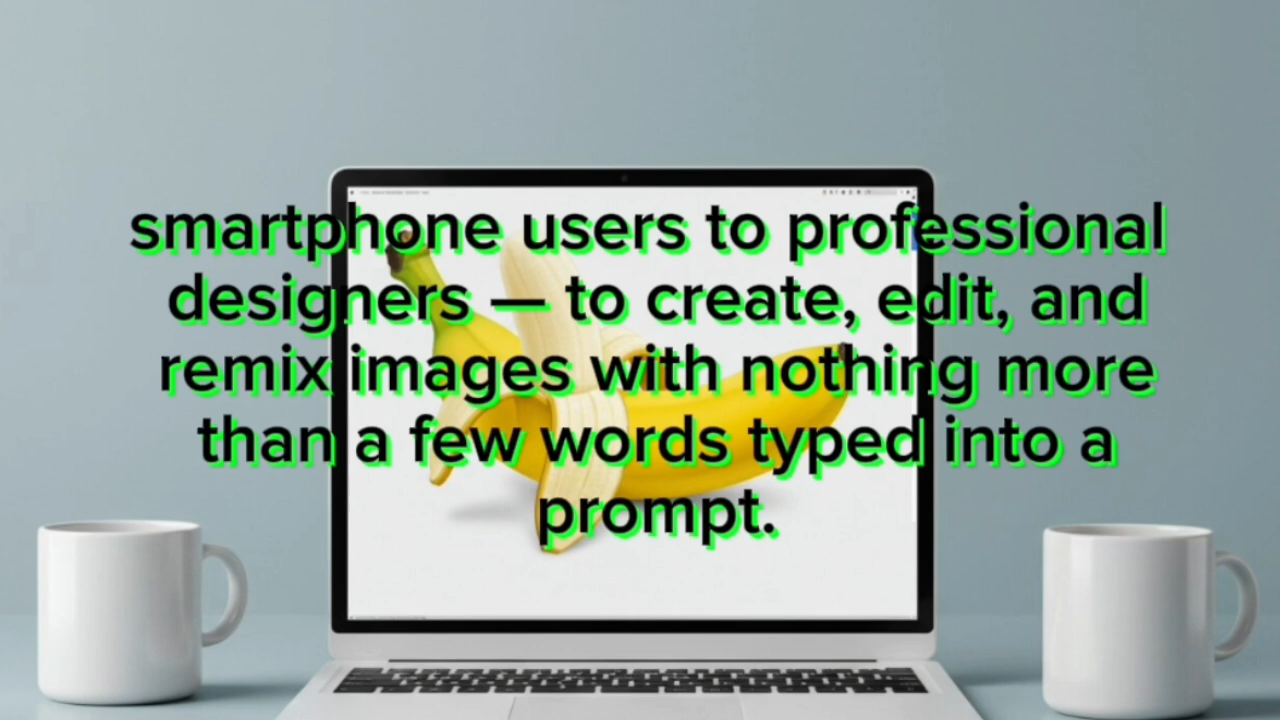 smartphone users to professional
designers — to create, edit, and
remix images with nothing more
than a few words typed into a
prompt.